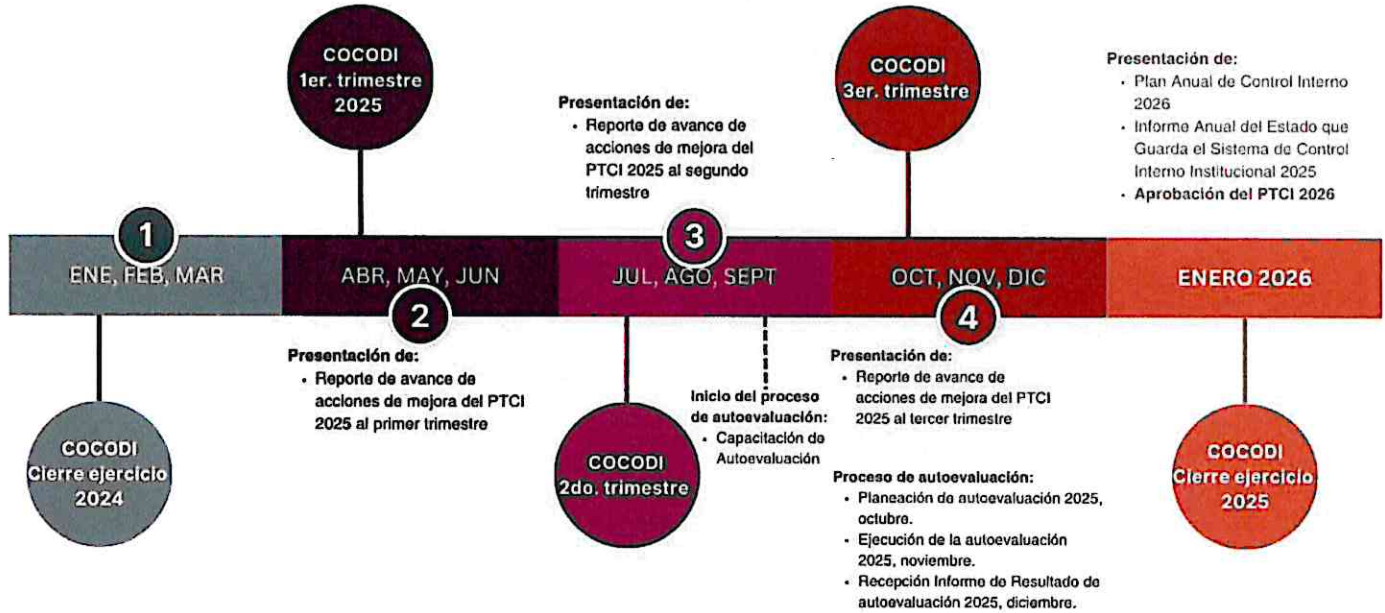 COCODI
1er. trimestre
2025
COCODI
3er. trimestre
Presentación de:
• Plan Anual de Control Interno
2026
• Informe Anual del Estado que
Guarda el Sistema de Control
Interno Institucional 2025
• Aprobación del PTCI 2026
Presentación de:
• Reporte de avance de
acciones de mejora del
PTCI 2025 al segundo
trimestre
1
3
ENE, FEB, MAR
ABR, MAY, JUN
JUL, AGO, SEPT
OCT, NOV, DIC
ENERO 2026
2
4
Presentación de:
• Reporte de avance de
acciones de mejora del PTCI
2025 al primer trimestre
Inicio del proceso
de autoevaluación:
• Capacitación de
Autoevaluación
Presentación de:
• Reporte de avance de
acciones de mejora del PTCI
2025 al tercer trimestre
COCODI
Cierre ejercicio
2024
COCODI
2do. trimestre
Proceso de autoevaluación:
• Planeación de autoevaluación 2025,
octubre.
• Ejecución de la autoevaluación
2025, noviembre.
• Recepción Informe de Resultado de
autoevaluación 2025, diciembre.
COCODI
Cierre ejercicio
2025